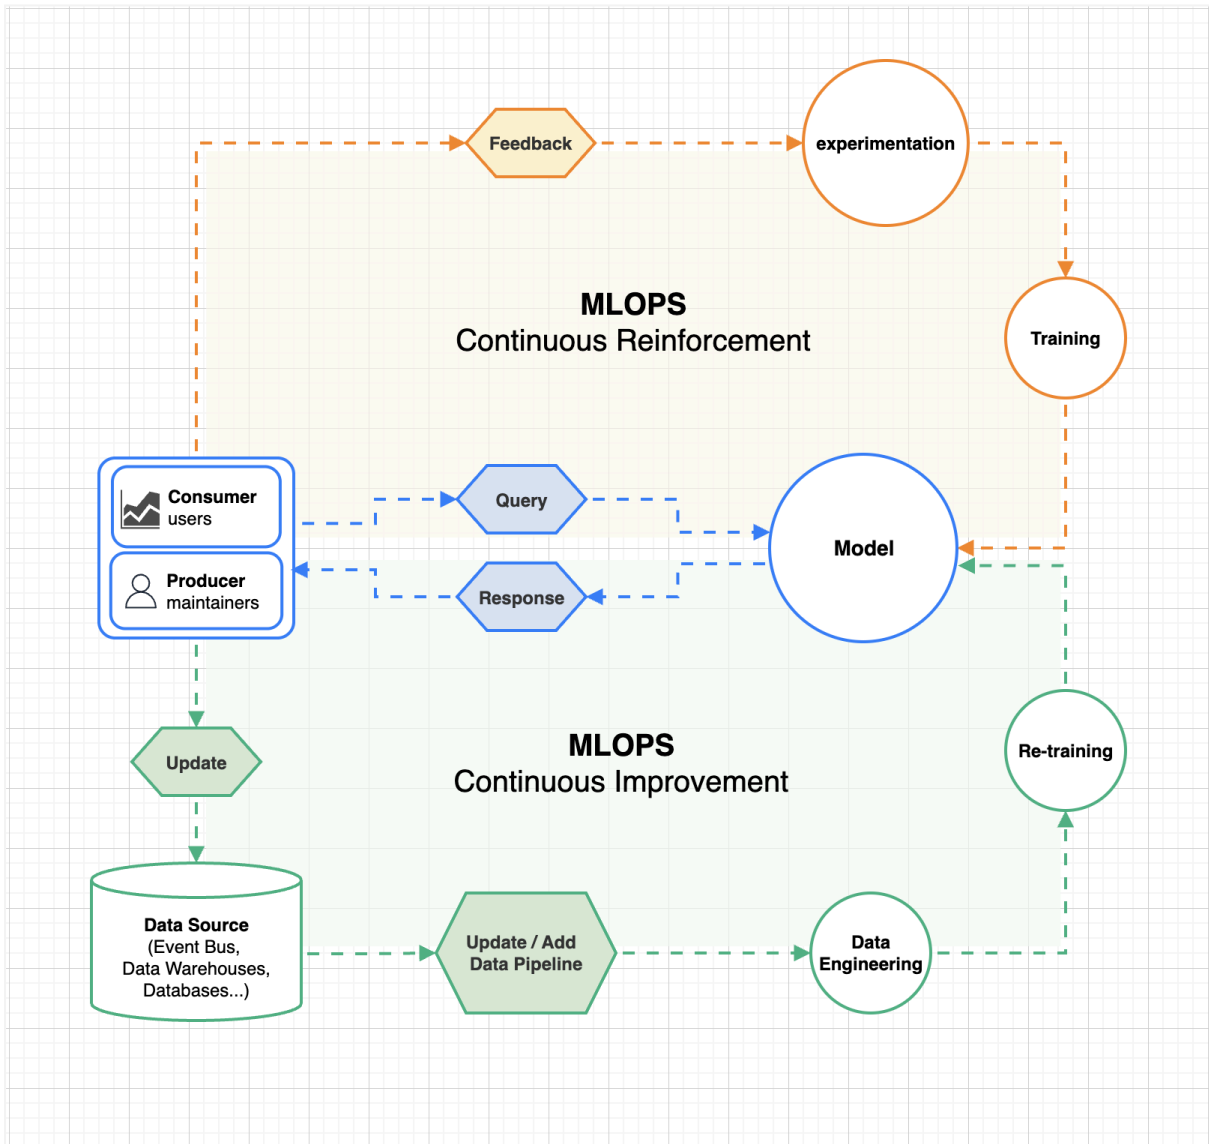 Feedback
experimentation
MLOPS
Continuous Reinforcement
Training
Consumer
users
Query
Model
Producer
maintainers
Response
Update
MLOPS
Continuous Improvement
Re-training
Data Source
(Event Bus,
Data Warehouses,
Databases...)
Update / Add
Data Pipeline
Data
Engineering